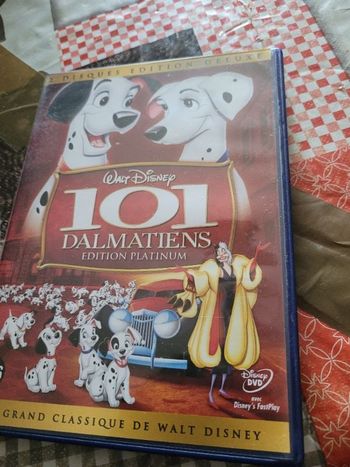 2 DISQUES EDITION DELUXE
WALT DISNEY
101
DALMATIENS
EDITION PLATINUM
DISNEY
DVD
avec
Disney's FastPlay
GRAND CLASSIQUE DE WALT DISNEY